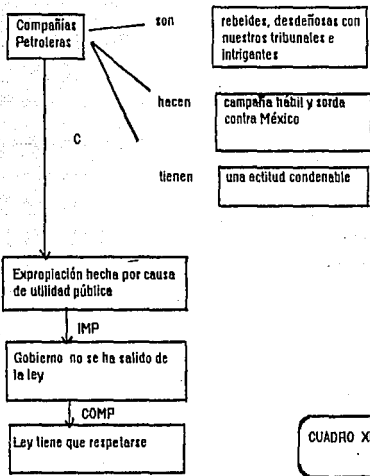 Compañías
Petroleras
son
rebeldes, desdeñosas con
nuestros tribunales e
intrigantes
hacen
campaña hábil y sorda
contra México
C
tienen
una actitud condenable
Expropiación hecha por causa
de utilidad pública
IMP
Gobierno no se ha salido de
la ley
COMP
Ley tiene que respetarse
CUADRO